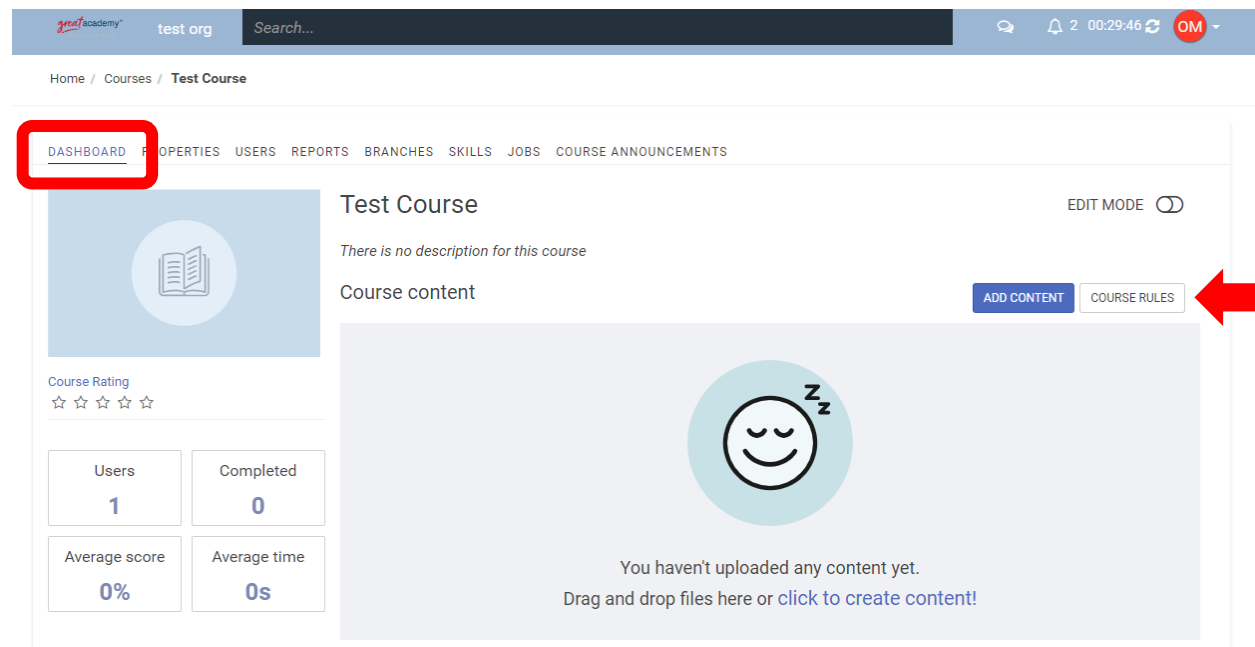 great academy™ test org Search... 2 00:29:46 OM
Home / Courses / Test Course
DASHBOARD PROPERTIES USERS REPORTS BRANCHES SKILLS JOBS COURSE ANNOUNCEMENTS
Test Course EDIT MODE
There is no description for this course
Course content ADD CONTENT COURSE RULES
Course Rating
Users Completed
1 0
Average score Average time
0% 0s
z
z
You haven't uploaded any content yet.
Drag and drop files here or click to create content!